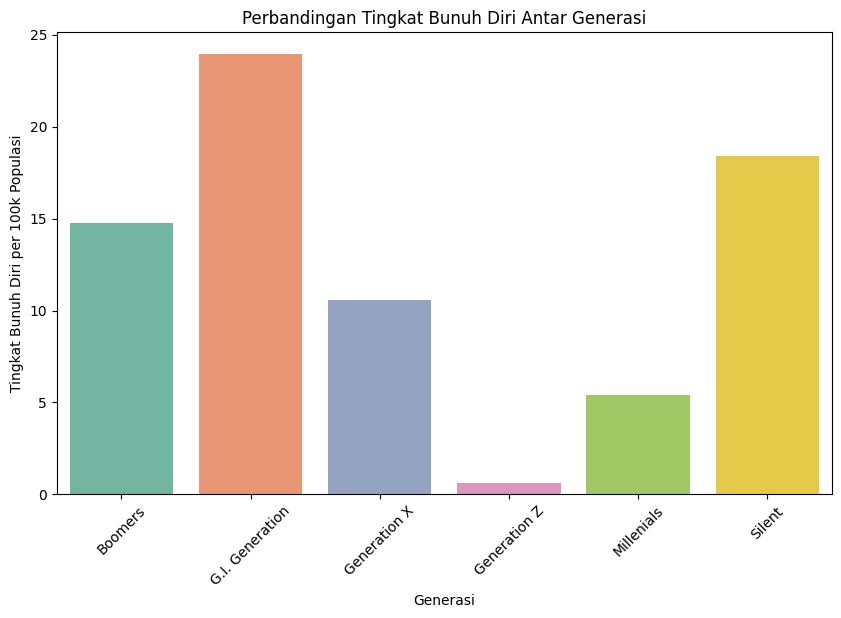 Perbandingan Tingkat Bunuh Diri Antar Generasi
Tingkat Bunuh Diri per 100k Populasi
25
20
15
10
5
0
Boomers
G.I. Generation
Generation X
Generation Z
Millenials
Silent
Generasi